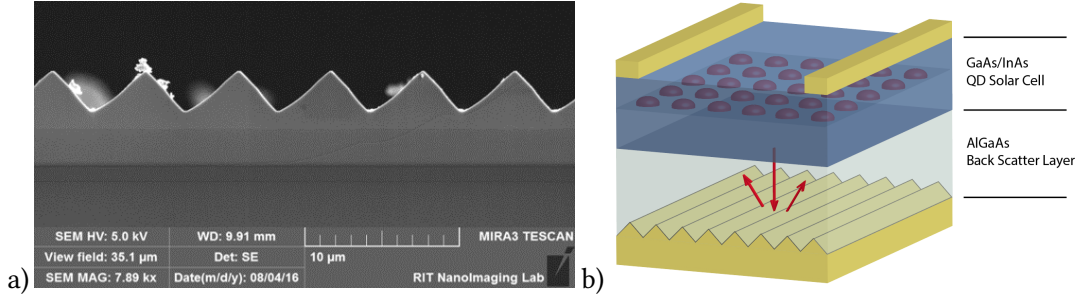 a)
SEM HV: 5.0 kV
WD: 9.91 mm
MIRA3 TESCAN
View field: 35.1 µm
Det: SE
10 µm
SEM MAG: 7.89 kx
Date(m/d/y): 08/04/16
RIT NanoImaging Lab
b)
GaAs/InAs
QD Solar Cell
AlGaAs
Back Scatter Layer